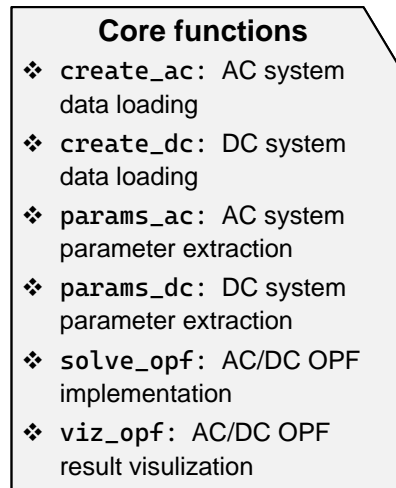 Core functions
❖ create_ac: AC system
data loading
❖ create_dc: DC system
data loading
❖ params_ac: AC system
parameter extraction
❖ params_dc: DC system
parameter extraction
❖ solve_opf: AC/DC OPF
implementation
❖ viz_opf: AC/DC OPF
result visulization